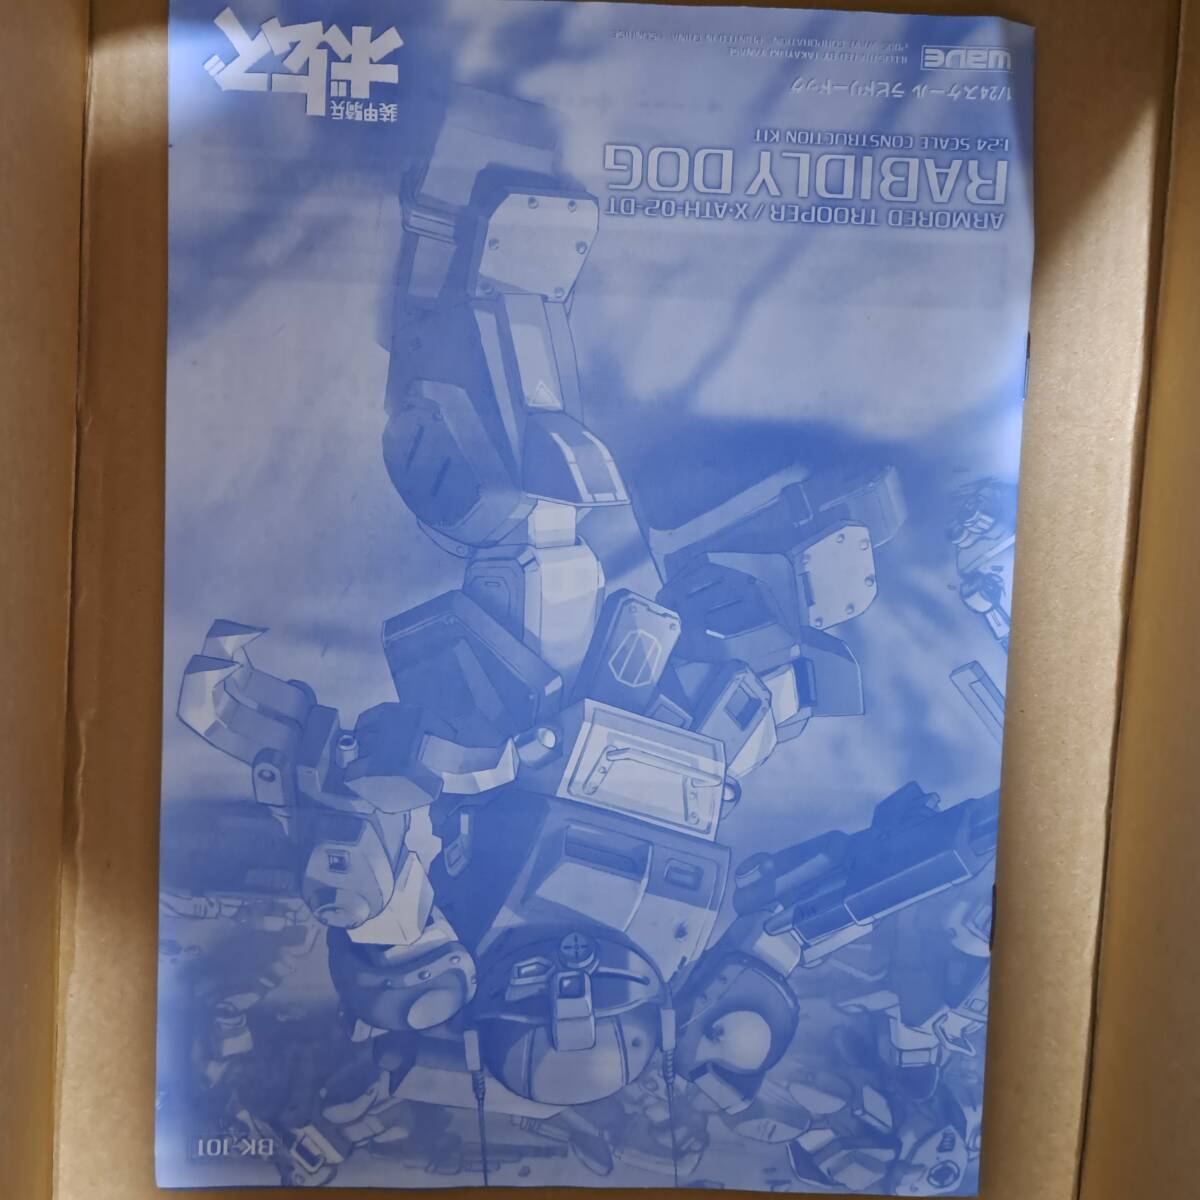 BK-101
ARMORED TROOPER / X·ATH-02-DT
RABIDLY DOG
1:24 SCALE CONSTRUCTION KIT
1/24スケール ラビドリードッグ
wave
装甲騎兵
ボトムズ